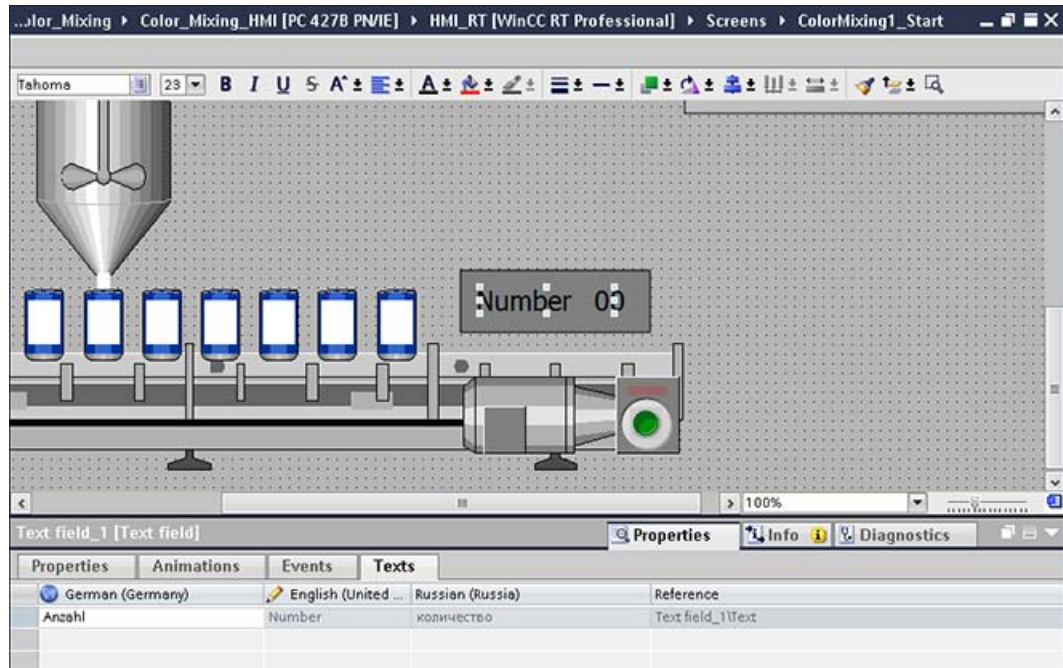 ...olor_Mixing ▸ Color_Mixing_HMI [PC 427B PN/IE] ▸ HMI_RT [WinCC RT Professional] ▸ Screens ▸ ColorMixing1_Start
Tahoma 23 B I U S A A
Number 00
100%
Text field_1 [Text field] Properties Info Diagnostics
Properties Animations Events Texts
German (Germany) English (United ... Russian (Russia) Reference
Anzahl Number количество Text field_1\Text